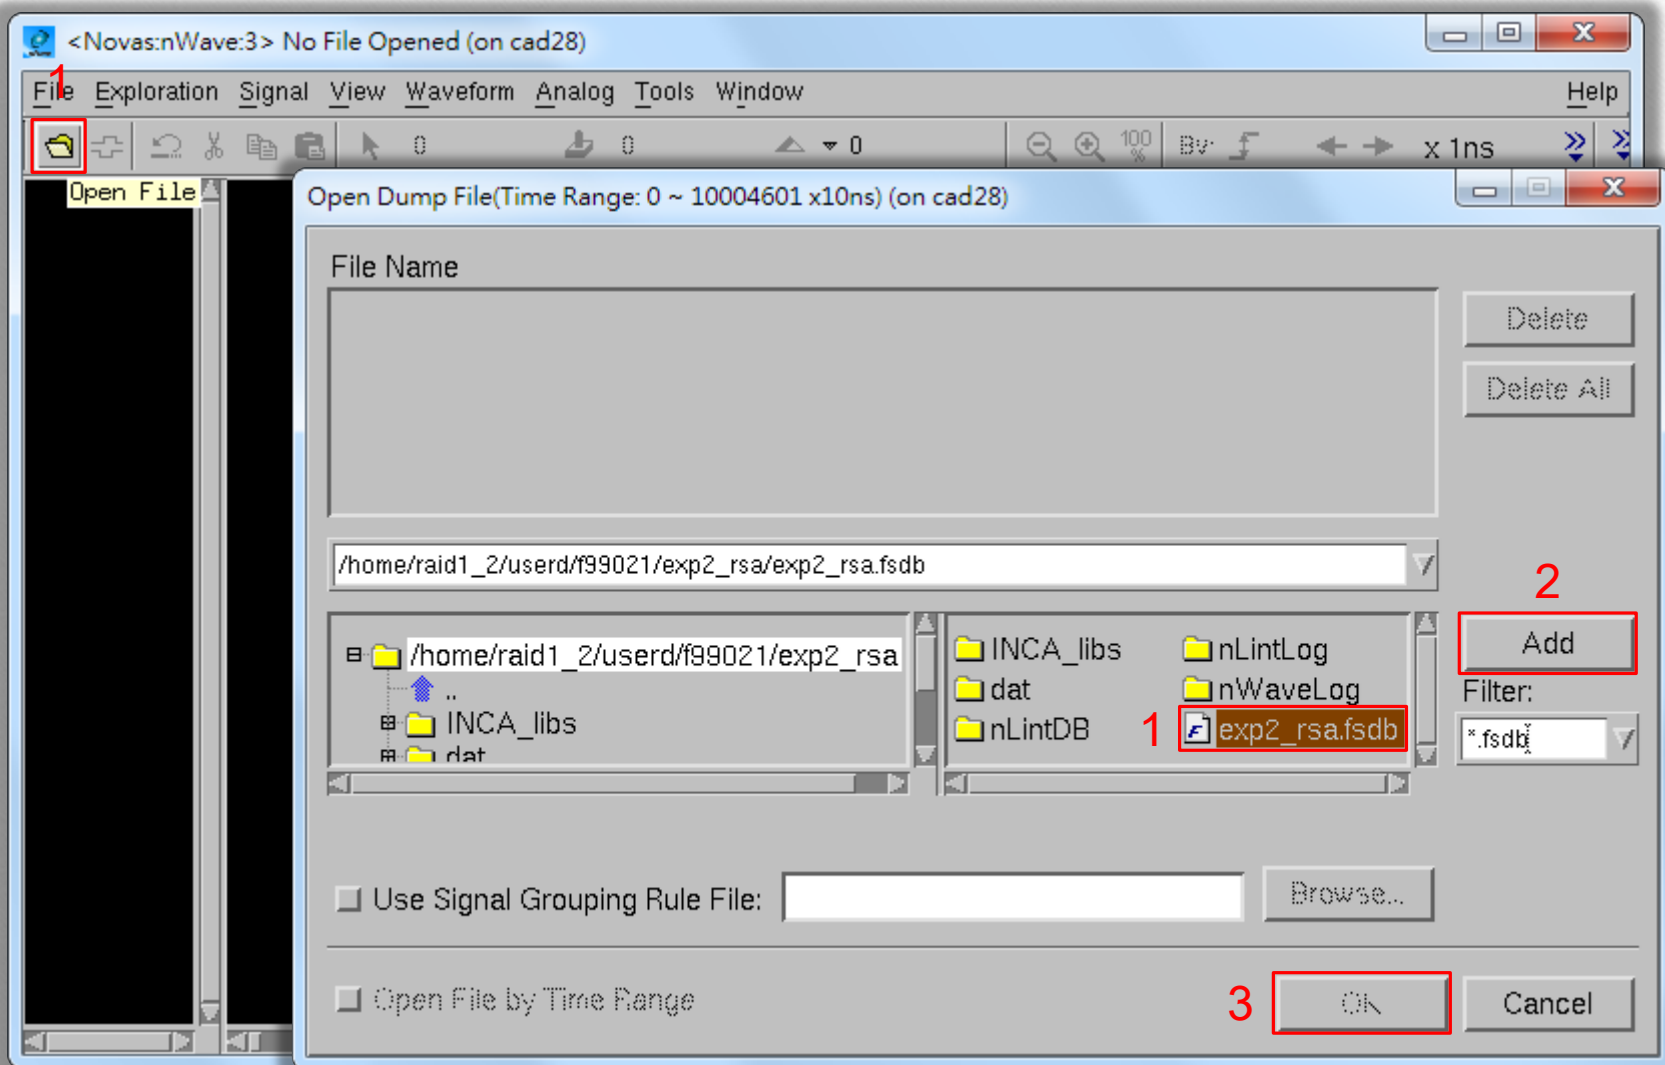 <Novas:nWave:3> No File Opened (on cad28)
1
File Exploration Signal View Waveform Analog Tools Window Help
0 0 0 100% By: x 1ns
Open File
Open Dump File(Time Range: 0 ~ 10004601 x10ns) (on cad28)
File Name
Delete
Delete All
/home/raid1_2/userd/f99021/exp2_rsa/exp2_rsa.fsdb
2
Add
/home/raid1_2/userd/f99021/exp2_rsa
..
INCA_libs
dat
INCA_libs nLintLog
dat nWaveLog
nLintDB 1 exp2_rsa.fsdb
Filter:
*.fsdb
Use Signal Grouping Rule File: Browse...
Open File by Time Range
3 OK Cancel